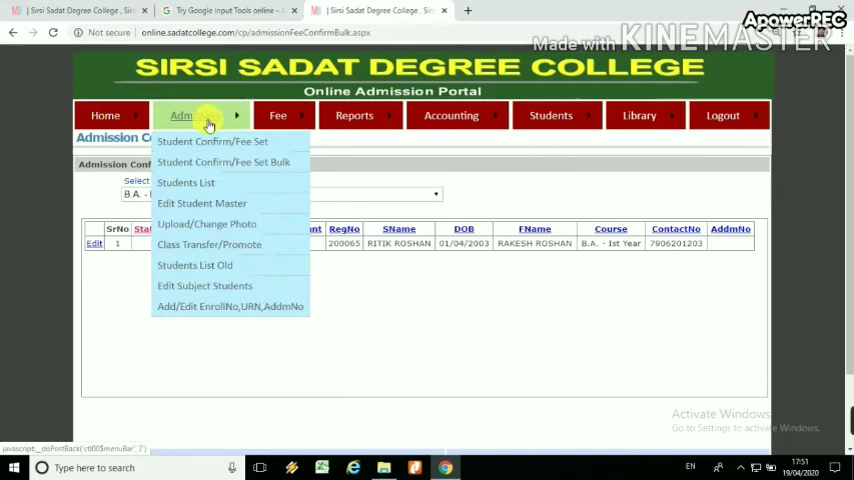 | Sirsi Sadat Degree College , Sirs
Try Google Input Tools online – G
| Sirsi Sadat Degree College , Sirs
ApowerREC
Not secure | online.sadatcollege.com/cp/admissionFeeConfirmBulk.aspx
Made with KINEMASTER
SIRSI SADAT DEGREE COLLEGE
Online Admission Portal
Home
Fee
Reports
Accounting
Students
Library
Logout
Student Confirm/Fee Set
Student Confirm/Fee Set Bulk
Students List
Edit Student Master
Upload/Change Photo
Class Transfer/Promote
Students List Old
Edit Subject Students
Add/Edit EnrollNo,URN,AddmNo
Admission Co
Admission Conf
Select
B.A. -
SrNo RegNo SName DOB FName Course ContactNo AddmNo
Edit 1 200065 RITIK ROSHAN 01/04/2003 RAKESH ROSHAN B.A. - Ist Year 7906201203
Activate Windows
Go to Settings to activate Windows.
javascript:__doPostBack('ctl00$menuBar','2')
Type here to search
EN
17:51
19/04/2020